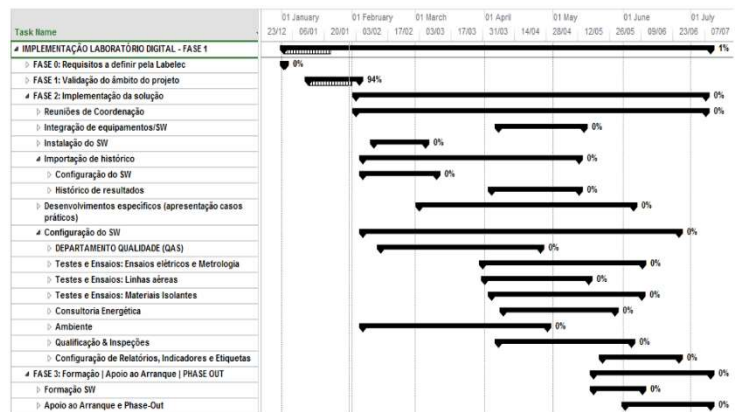 Task Name
01 January 01 February 01 March 01 April 01 May 01 June 01 July
23/12 06/01 20/01 03/02 17/02 03/03 17/03 31/03 14/04 28/04 12/05 26/05 09/06 23/06 07/07
IMPLEMENTAÇÃO LABORATÓRIO DIGITAL - FASE 1 1%
FASE 0: Requisitos a definir pela Labelec 0%
FASE 1: Validação do âmbito do projeto 94%
FASE 2: Implementação da solução 0%
Reuniões de Coordenação 0%
Integração de equipamentos/SW 0%
Instalação do SW 0%
Importação de histórico 0%
Configuração do SW 0%
Histórico de resultados 0%
Desenvolvimentos específicos (apresentação casos 0%
práticos)
Configuração do SW 0%
DEPARTAMENTO QUALIDADE (QAS) 0%
Testes e Ensaios: Ensaios elétricos e Metrologia 0%
Testes e Ensaios: Linhas aéreas 0%
Testes e Ensaios: Materiais Isolantes 0%
Consultoria Energética 0%
Ambiente 0%
Qualificação & Inspeções 0%
Configuração de Relatórios, Indicadores e Etiquetas 0%
FASE 3: Formação | Apoio ao Arranque | PHASE OUT 0%
Formação SW 0%
Apoio ao Arranque e Phase-Out 0%